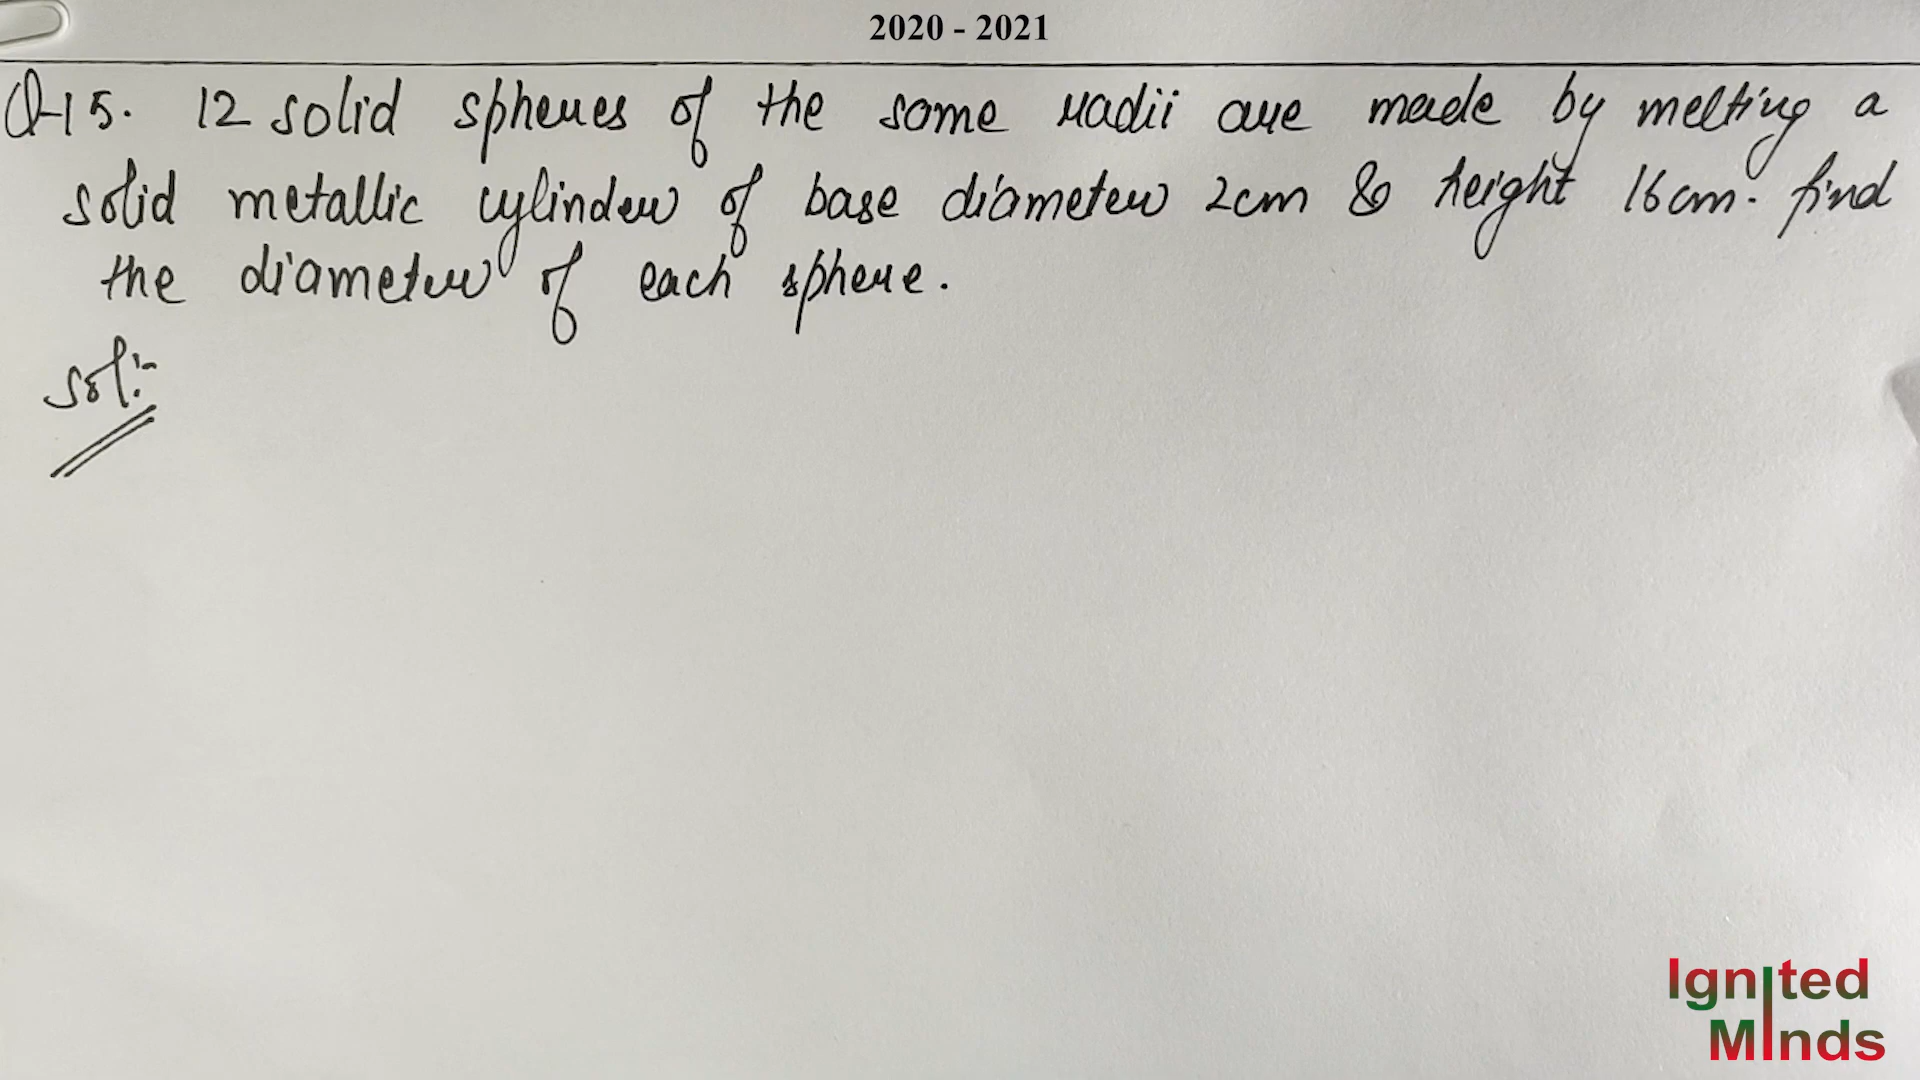 2020 - 2021
Q-15. 12 solid spheres of the same radii are made by melting a
solid metallic cylinder of base diameter 2cm & height 16cm. find
the diameter of each sphere.
Sol:-
Ignited
Minds